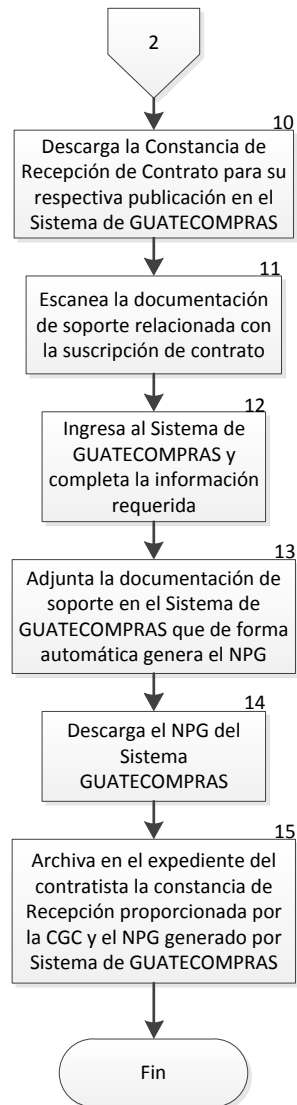 2
10
Descarga la Constancia de
Recepción de Contrato para su
respectiva publicación en el
Sistema de GUATECOMPRAS
11
Escanea la documentación
de soporte relacionada con
la suscripción de contrato
12
Ingresa al Sistema de
GUATECOMPRAS y
completa la información
requerida
13
Adjunta la documentación de
soporte en el Sistema de
GUATECOMPRAS que de forma
automática genera el NPG
14
Descarga el NPG del
Sistema
GUATECOMPRAS
15
Archiva en el expediente del
contratista la constancia de
Recepción proporcionada por
la CGC y el NPG generado por
Sistema de GUATECOMPRAS
Fin